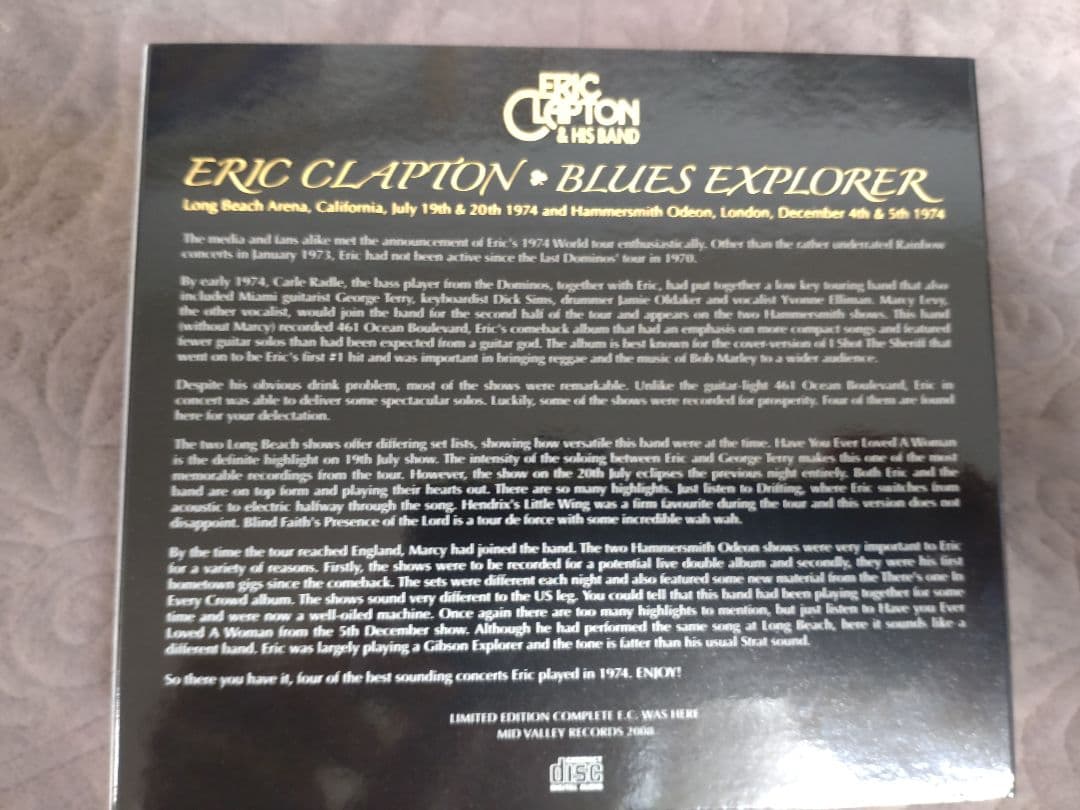 ERIC
CLAPTON
& HIS BAND
ERIC CLAPTON ♣ BLUES EXPLORER
Long Beach Arena, California, July 19th & 20th 1974 and Hammersmith Odeon, London, December 4th & 5th 1974
The media and fans alike met the announcement of Eric's 1974 World tour enthusiastically. Other than the rather underrated Rainbow
concerts in January 1973, Eric had not been active since the last Dominos' tour in 1970.
By early 1974, Carle Radle, the bass player from the Dominos, together with Eric, had put together a low key touring band that also
included Miami guitarist George Terry, keyboardist Dick Sims, drummer Jamie Oldaker and vocalist Yvonne Elliman. Marcy Levy,
the other vocalist, would join the band for the second half of the tour and appears on the two Hammersmith shows. This band
(without Marcy) recorded 461 Ocean Boulevard, Eric's comeback album that had an emphasis on more compact songs and featured
fewer guitar solos than had been expected from a guitar god. The album is best known for the cover-version of I Shot The Sheriff that
went on to be Eric's first #1 hit and was important in bringing reggae and the music of Bob Marley to a wider audience.
Despite his obvious drink problem, most of the shows were remarkable. Unlike the guitar-light 461 Ocean Boulevard, Eric in
concert was able to deliver some spectacular solos. Luckily, some of the shows were recorded for prosperity. Four of them are found
here for your delectation.
The two Long Beach shows offer differing set lists, showing how versatile this band were at the time. Have You Ever Loved A Woman
is the definite highlight on 19th July show. The intensity of the soloing between Eric and George Terry makes this one of the most
memorable recordings from the tour. However, the show on the 20th July eclipses the previous night entirely. Both Eric and the
band are on top form and playing their hearts out. There are so many highlights. Just listen to Drifting, where Eric switches from
acoustic to electric halfway through the song. Hendrix's Little Wing was a firm favourite during the tour and this version does not
disappoint. Blind Faith's Presence of the Lord is a tour de force with some incredible wah wah.
By the time the tour reached England, Marcy had joined the band. The two Hammersmith Odeon shows were very important to Eric
for a variety of reasons. Firstly, the shows were to be recorded for a potential live double album and secondly, they were his first
hometown gigs since the comeback. The sets were different each night and also featured some new material from the There's one In
Every Crowd album. The shows sound very different to the US leg. You could tell that this band had been playing together for some
time and were now a well-oiled machine. Once again there are too many highlights to mention, but just listen to Have you Ever
Loved A Woman from the 5th December show. Although he had performed the same song at Long Beach, here it sounds like a
different band. Eric was largely playing a Gibson Explorer and the tone is fatter than his usual Strat sound.
So there you have it, four of the best sounding concerts Eric played in 1974. ENJOY!
LIMITED EDITION COMPLETE E.C. WAS HERE
MID VALLEY RECORDS 2008
COMPACT
disc
DIGITAL AUDIO